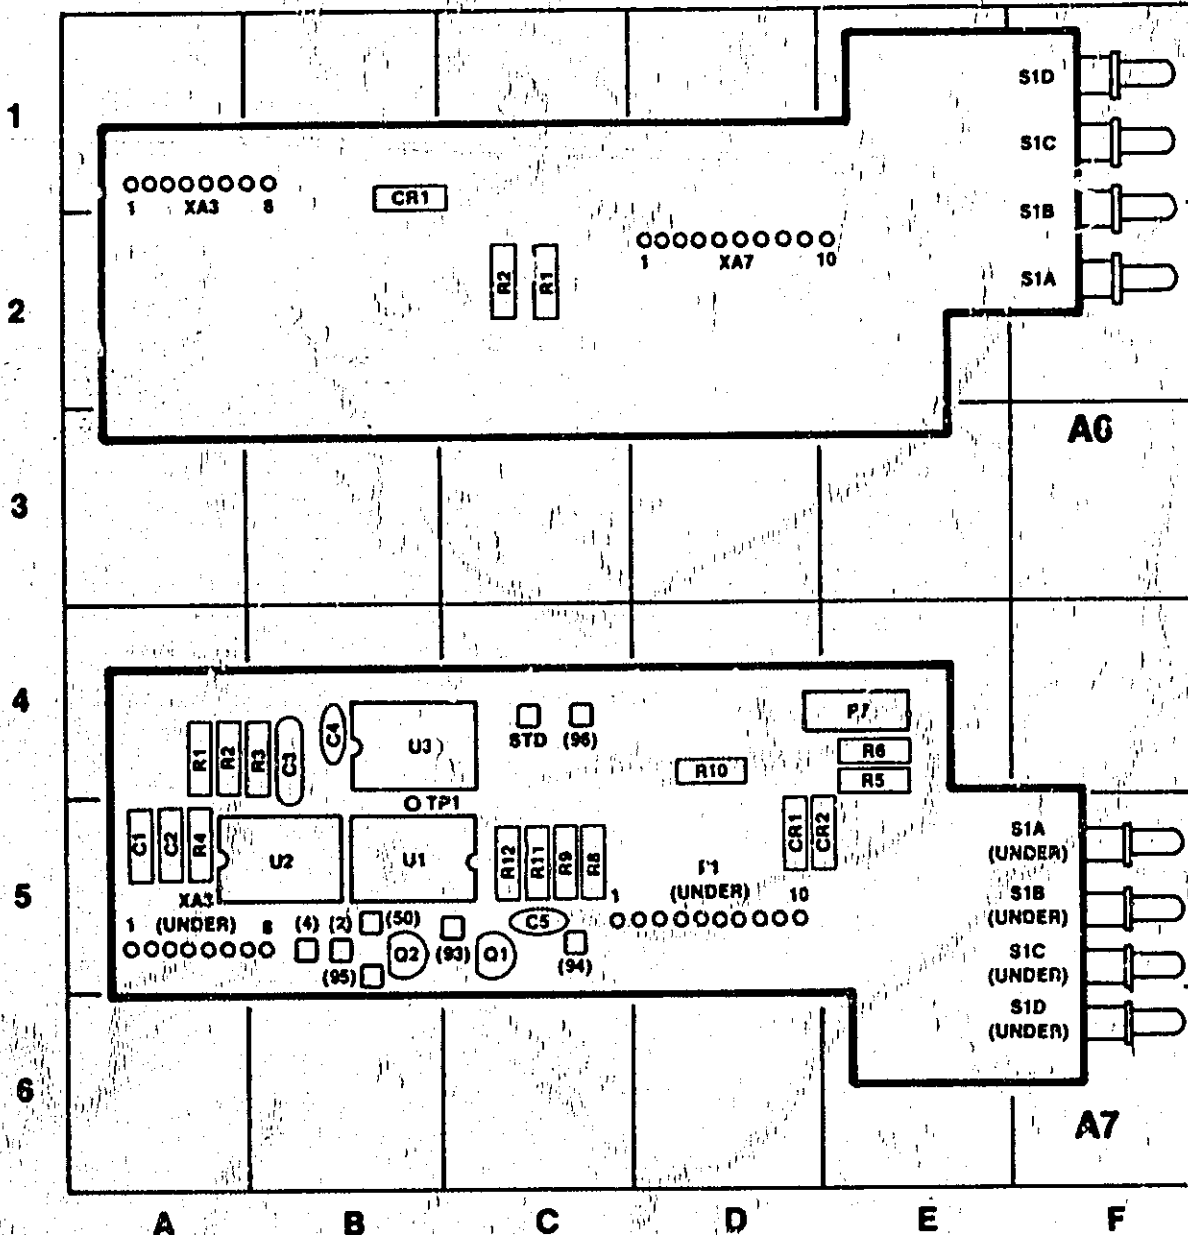 S1D
1
S1C
CR1
1 XA3 8
S1B
1 XA7 10
S1A
R2 R1
2
A6
3
4
C4
U3
STD (96)
R1 R2 R3 C3
R6
R10
R5
TP1
C1 C2 R4
U2
U1
R12 R11 R9 R8
CR1 CR2
S1A
(UNDER)
5
XA3
(UNDER)
1 8
(4) (2) (50)
(95)
Q2
(93)
Q1
C5
(94)
1 (UNDER) 10
S1B
(UNDER)
S1C
(UNDER)
S1D
(UNDER)
6
A7
A B C D E F